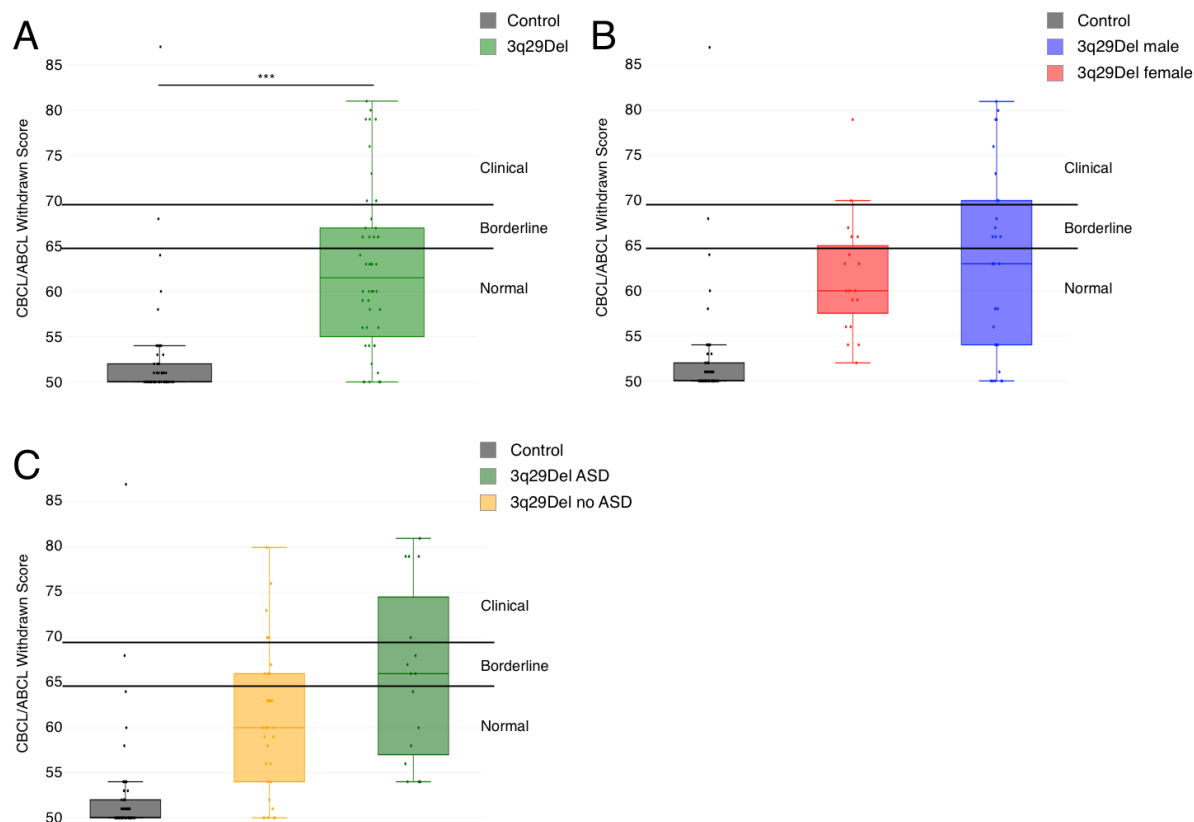 A
Control
3q29Del
CBCL/ABCL Withdrawn Score
85
80
75
70
65
60
55
50
***
Clinical
Borderline
Normal
B
Control
3q29Del male
3q29Del female
CBCL/ABCL Withdrawn Score
85
80
75
70
65
60
55
50
Clinical
Borderline
Normal
C
Control
3q29Del ASD
3q29Del no ASD
CBCL/ABCL Withdrawn Score
85
80
75
70
65
60
55
50
Clinical
Borderline
Normal